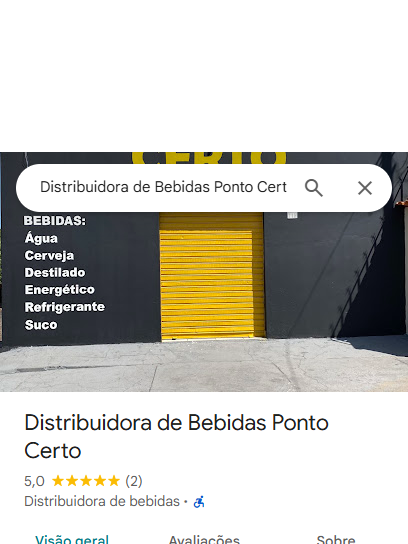 CERTO
Distribuidora de Bebidas Ponto Cert
BEBIDAS:
Água
Cerveja
Destilado
Energético
Refrigerante
Suco
Distribuidora de Bebidas Ponto
Certo
5,0 (2)
Distribuidora de bebidas ·
Visão geral Avaliações Sobre